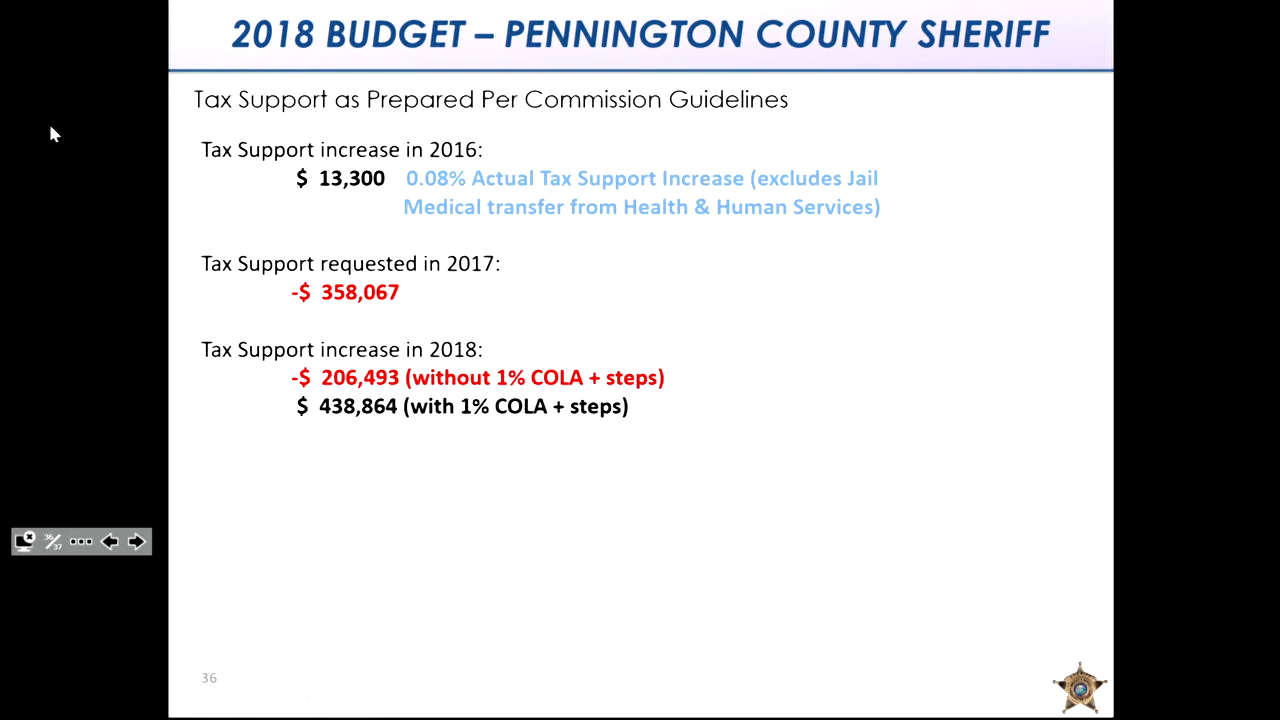 2018 BUDGET – PENNINGTON COUNTY SHERIFF
Tax Support as Prepared Per Commission Guidelines
Tax Support increase in 2016:
$ 13,300 0.08% Actual Tax Support Increase (excludes Jail
Medical transfer from Health & Human Services)
Tax Support requested in 2017:
-$ 358,067
Tax Support increase in 2018:
-$ 206,493 (without 1% COLA + steps)
$ 438,864 (with 1% COLA + steps)
36/37
36